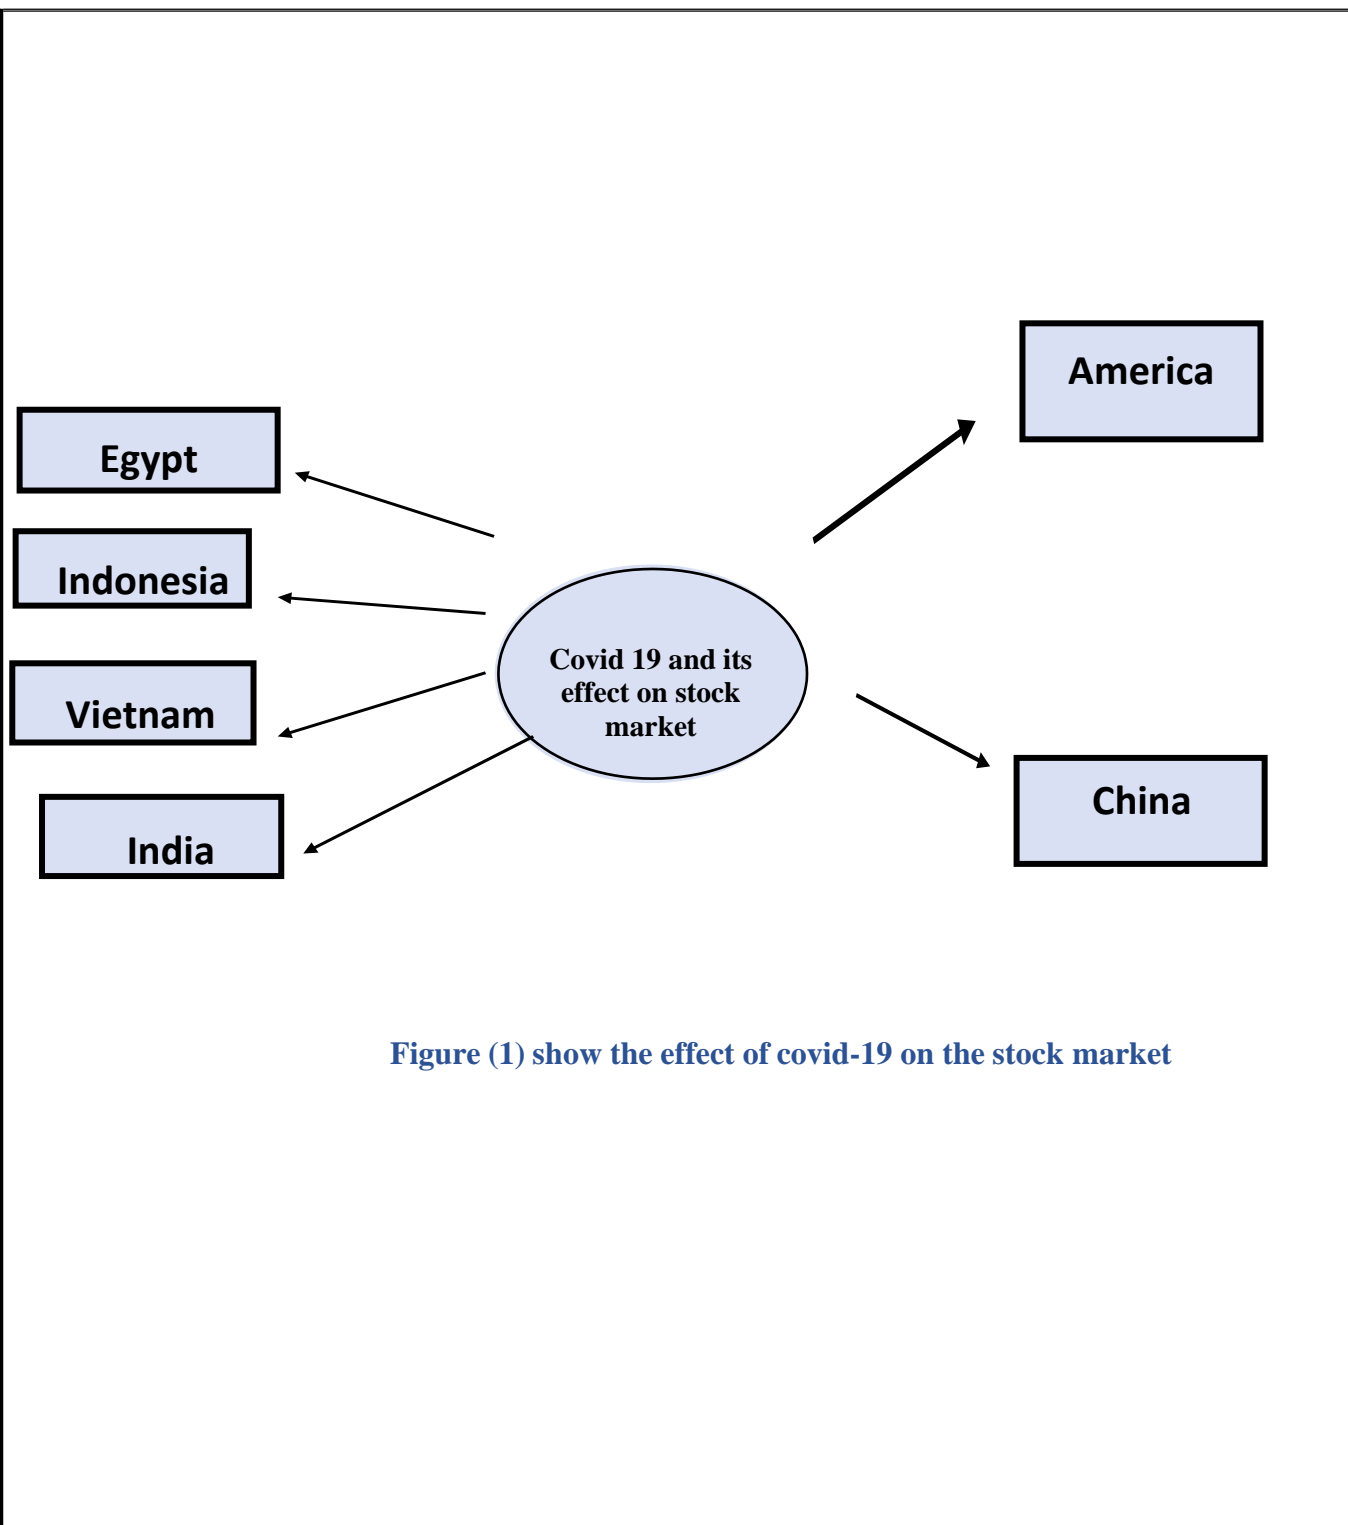 America
Egypt
Indonesia
Covid 19 and its
effect on stock
market
Vietnam
China
India
Figure (1) show the effect of covid-19 on the stock market